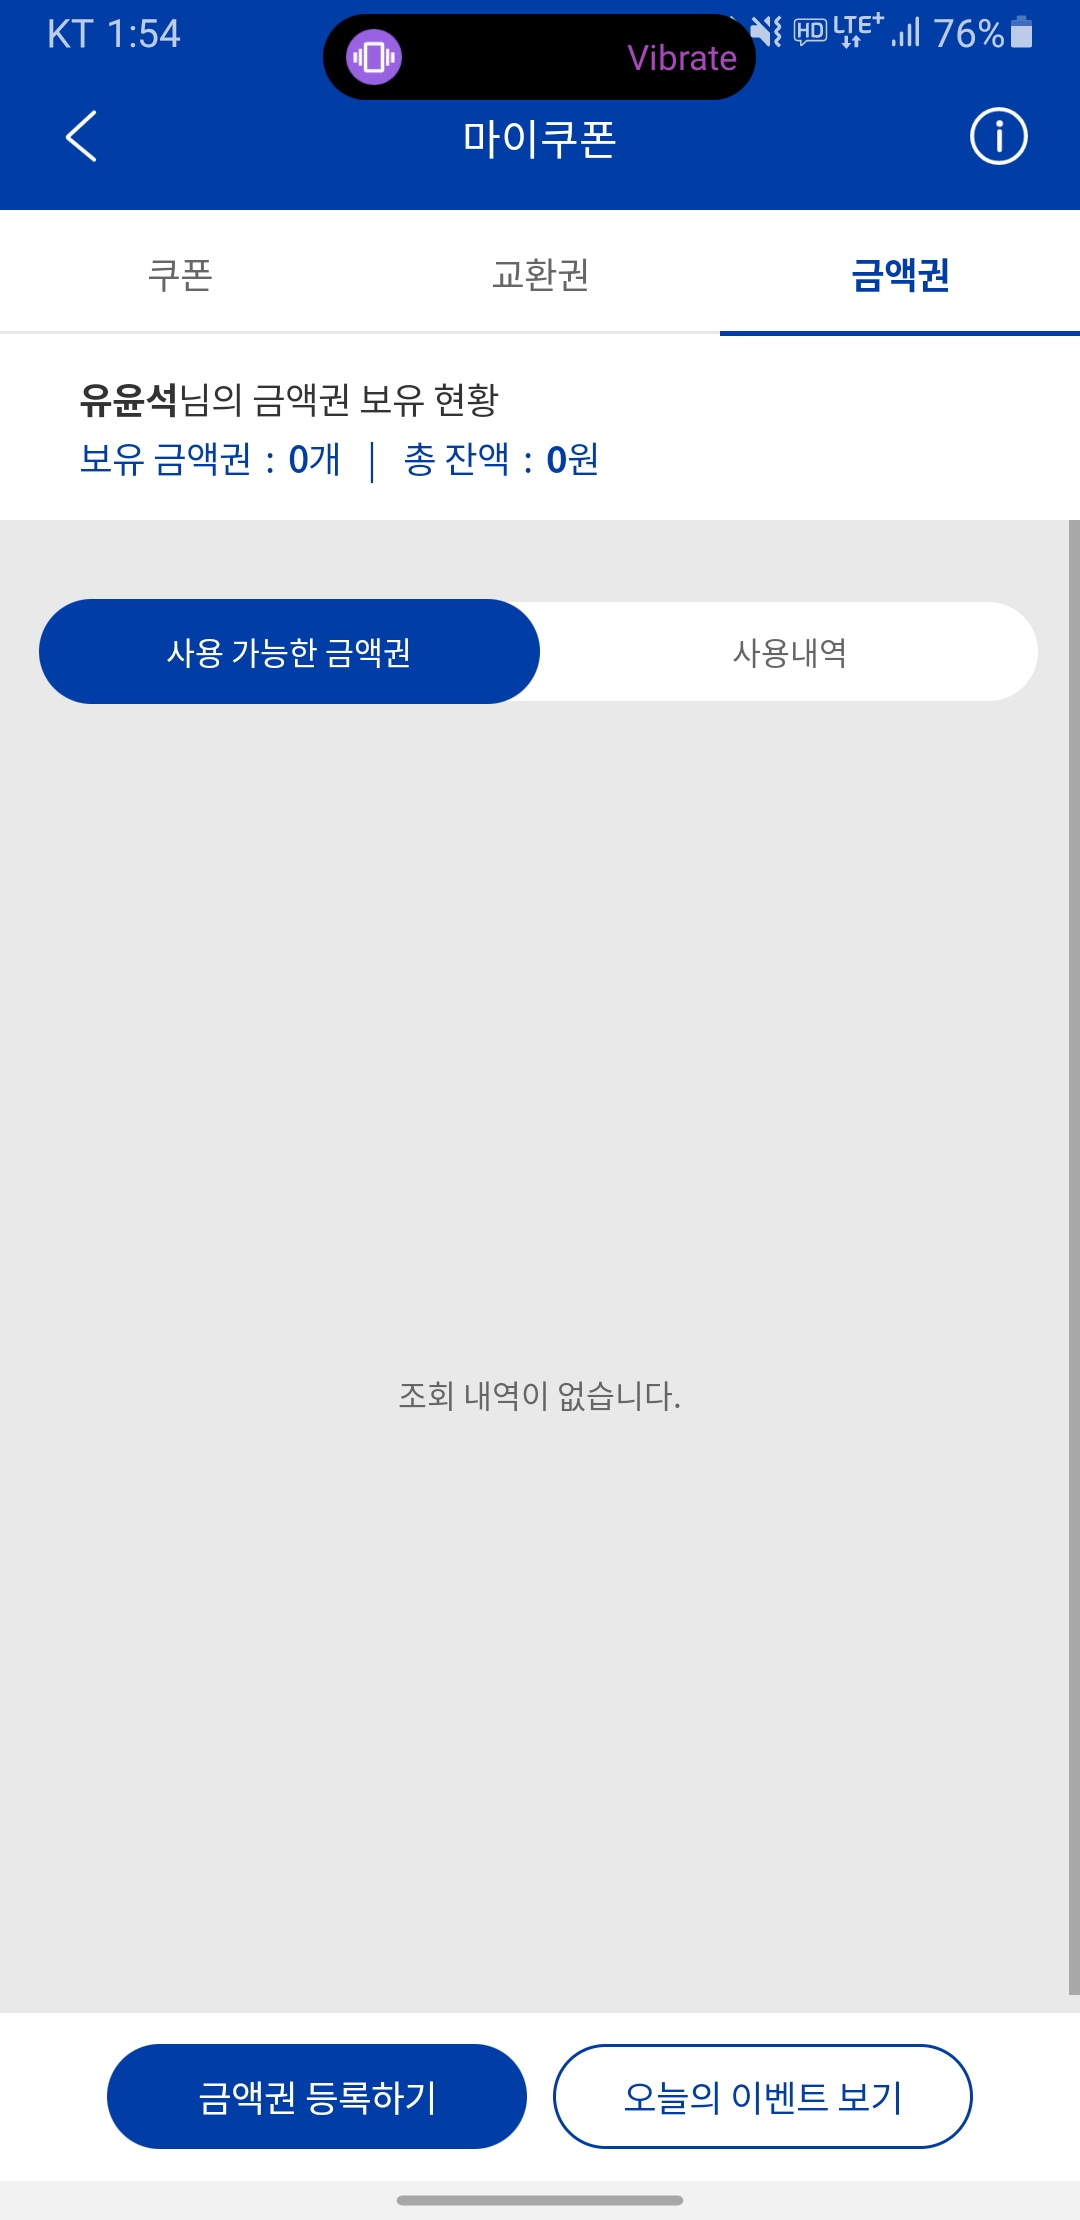 KT 1:54
Vibrate
HD LTE+ 76%
마이쿠폰
쿠폰 교환권 금액권
유윤석님의 금액권 보유 현황
보유 금액권 : 0개 | 총 잔액 : 0원
사용 가능한 금액권 사용내역
조회 내역이 없습니다.
금액권 등록하기 오늘의 이벤트 보기